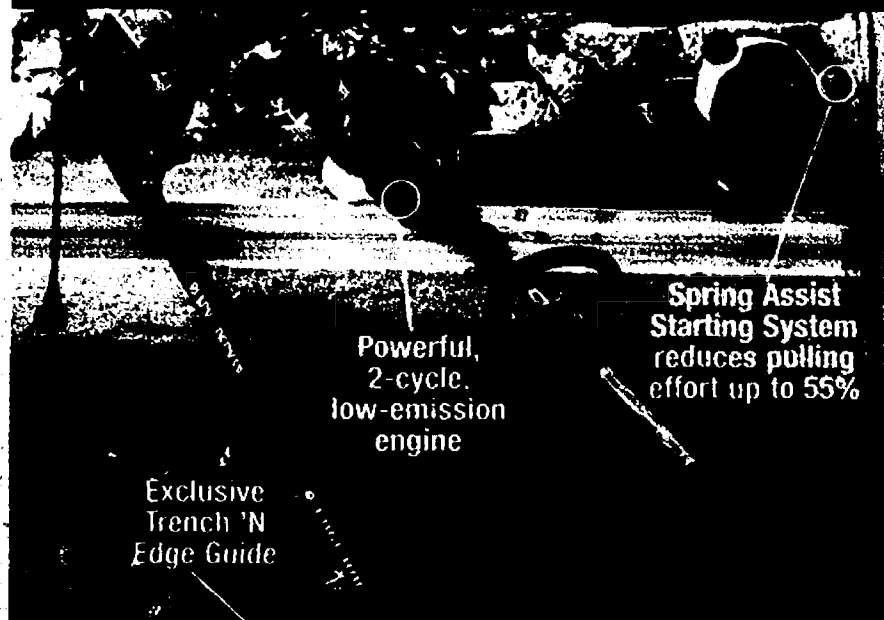 Spring Assist
Starting System
reduces pulling
effort up to 55%
Powerful,
2-cycle,
low-emission
engine
Exclusive
Trench 'N
Edge Guide